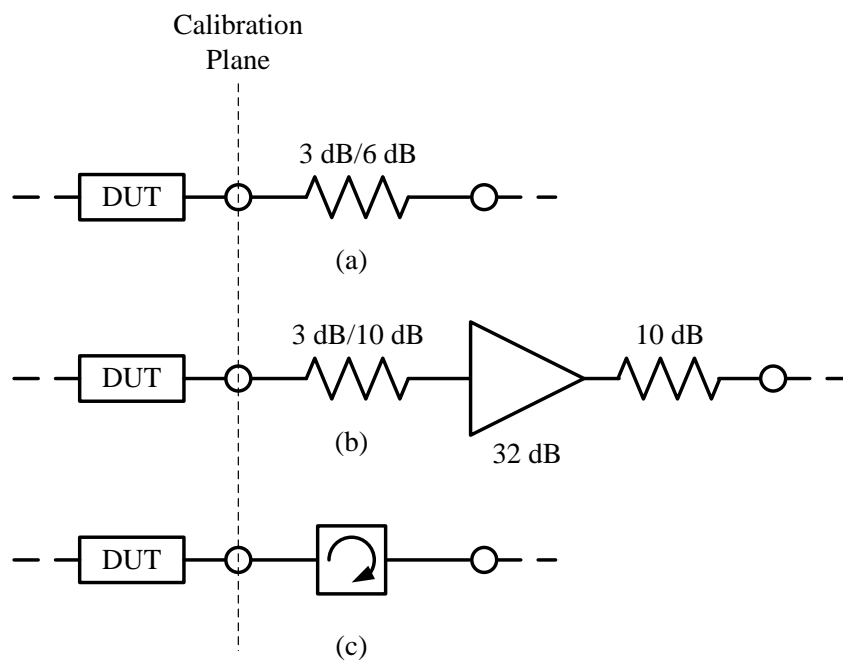 Calibration
Plane
3 dB/6 dB
DUT
(a)
3 dB/10 dB
10 dB
DUT
(b)
32 dB
DUT
(c)